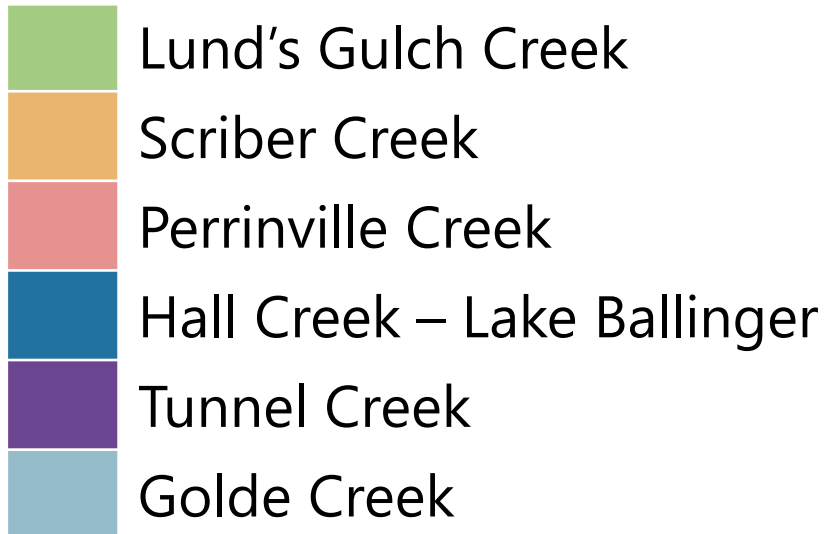 Lund’s Gulch Creek
Scriber Creek
Perrinville Creek
Hall Creek – Lake Ballinger
Tunnel Creek
Golde Creek